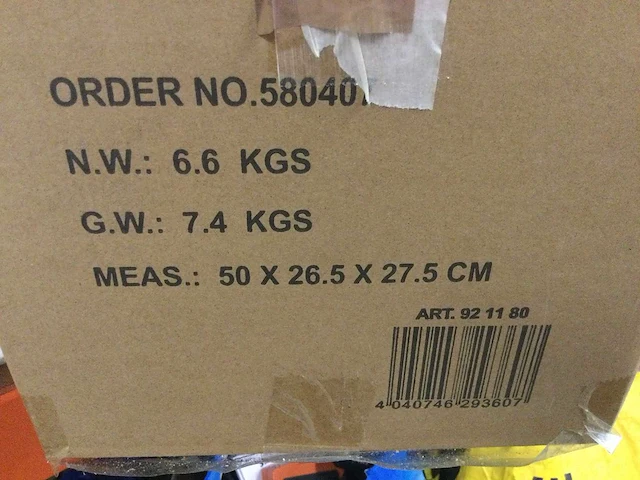 ORDER NO.580407
N.W.: 6.6 KGS
G.W.: 7.4 KGS
MEAS.: 50 X 26.5 X 27.5 CM
ART. 92 11 80
4 040746 293607